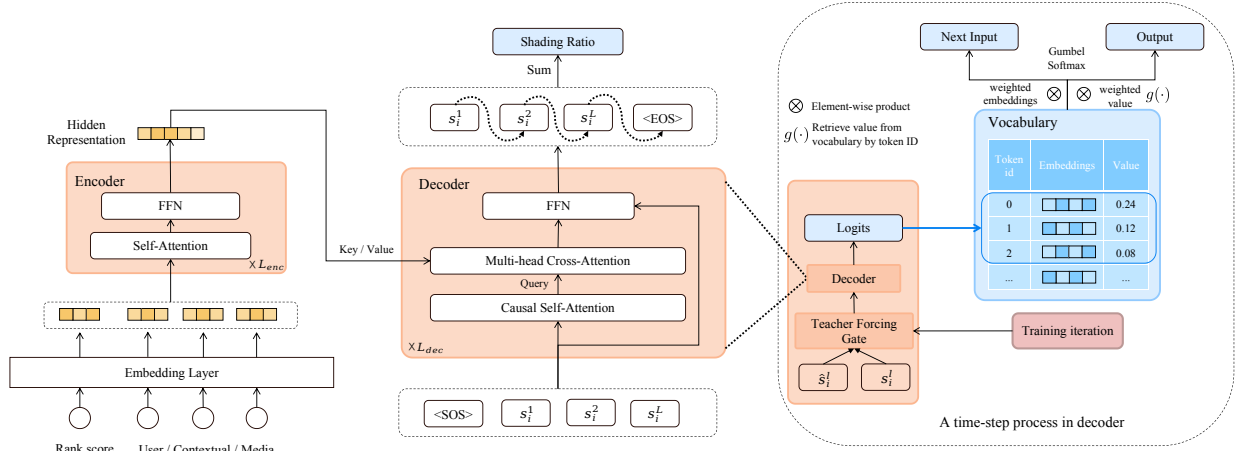 Hidden
Representation
Encoder
FFN
Self-Attention
× L_enc
Embedding Layer
Rank score
User / Contextual / Media
Shading Ratio
Sum
s_i^1
s_i^2
s_i^L
<EOS>
Decoder
FFN
Key / Value
Multi-head Cross-Attention
Query
Causal Self-Attention
× L_dec
<SOS>
s_i^1
s_i^2
s_i^L
Next Input
Output
Gumbel
Softmax
weighted
embeddings
⊗
⊗
weighted
value
g(·)
⊗ Element-wise product
g(·) Retrieve value from
vocabulary by token ID
Vocabulary
Token
id
Embeddings
Value
0 0.24
1 0.12
2 0.08
... ...
Logits
Decoder
Teacher Forcing
Gate
ŝ_i^l
s_i^l
Training iteration
A time-step process in decoder